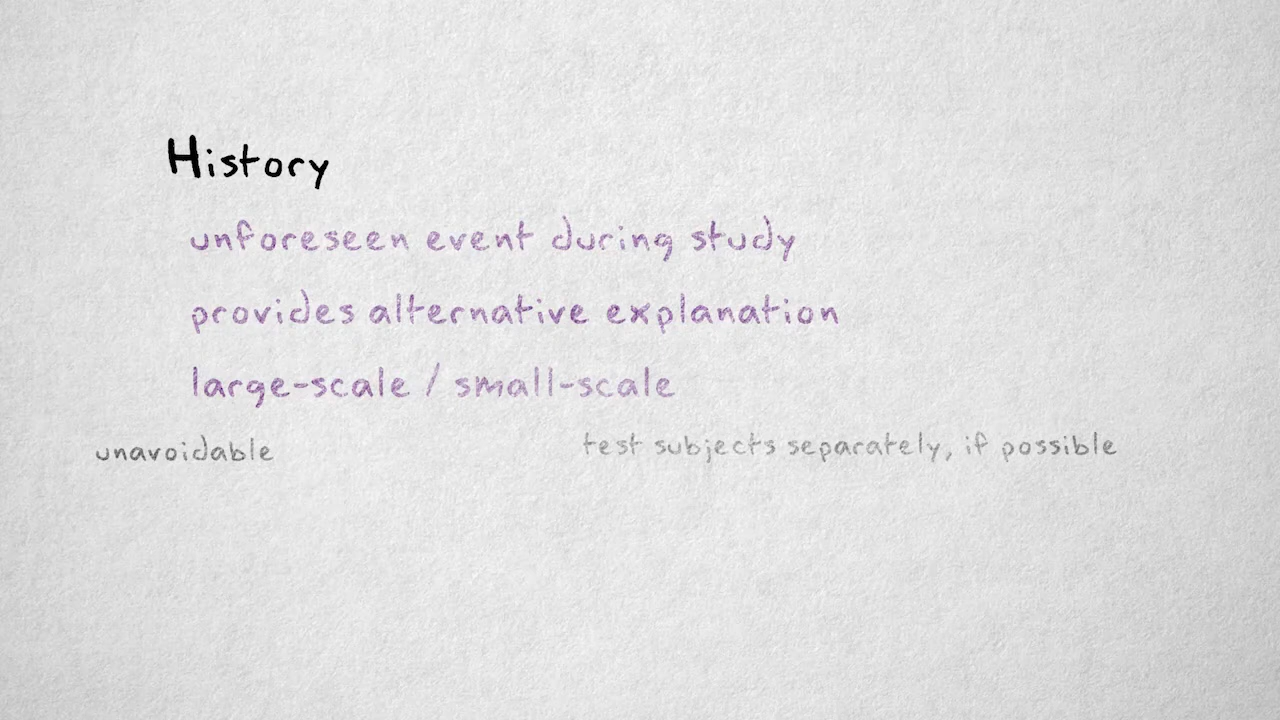 History
unforeseen event during study
provides alternative explanation
large-scale / small-scale
unavoidable
test subjects separately, if possible